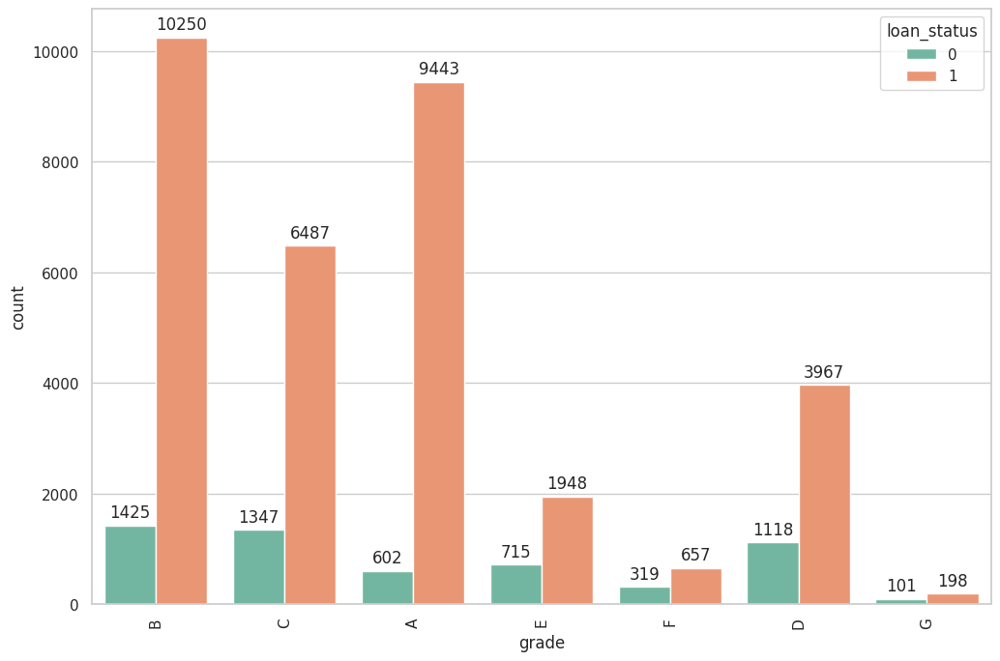 loan_status
0
1
count
10000
8000
6000
4000
2000
0
1425
10250
1347
6487
602
9443
715
1948
319
657
1118
3967
101
198
B
C
A
E
F
D
G
grade